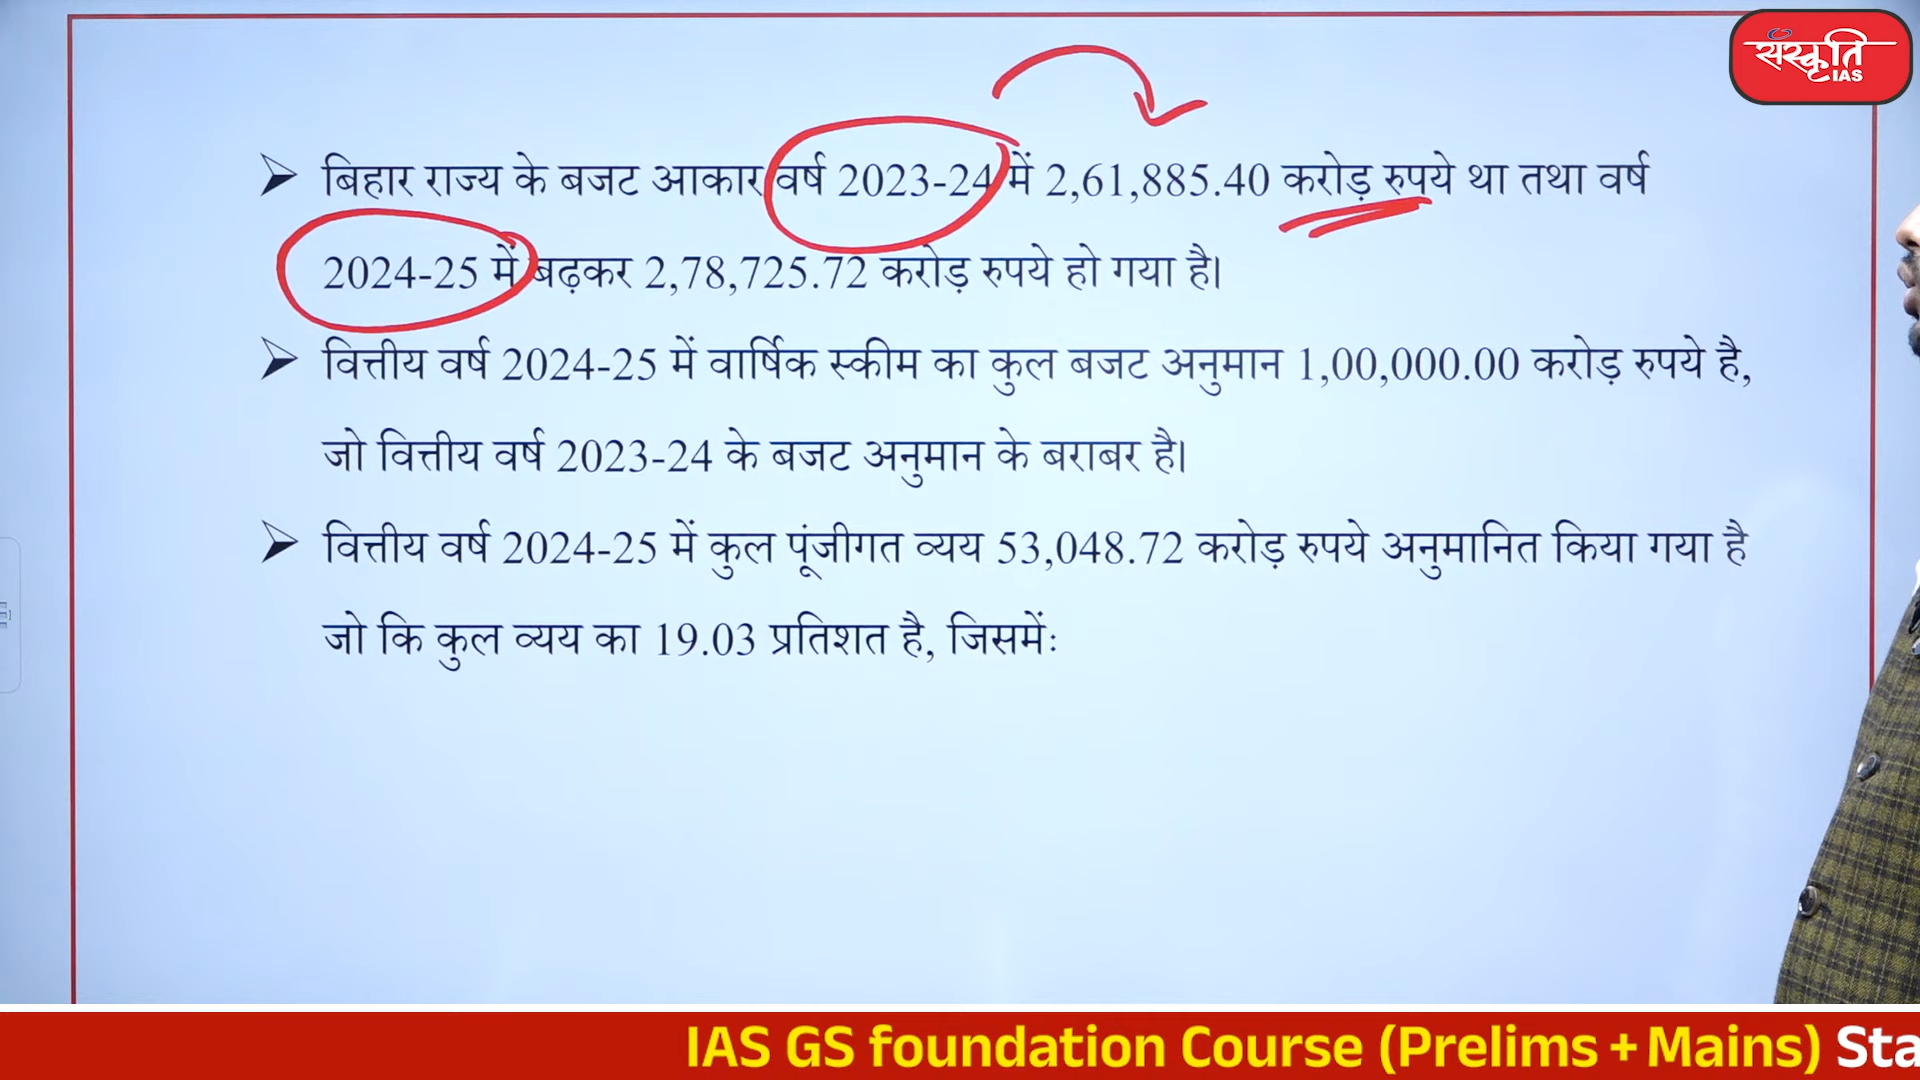 संस्कृति
IAS
बिहार राज्य के बजट आकार वर्ष 2023-24 में 2,61,885.40 करोड़ रुपये था तथा वर्ष
2024-25 में बढ़कर 2,78,725.72 करोड़ रुपये हो गया है।
वित्तीय वर्ष 2024-25 में वार्षिक स्कीम का कुल बजट अनुमान 1,00,000.00 करोड़ रुपये है,
जो वित्तीय वर्ष 2023-24 के बजट अनुमान के बराबर है।
वित्तीय वर्ष 2024-25 में कुल पूंजीगत व्यय 53,048.72 करोड़ रुपये अनुमानित किया गया है
जो कि कुल व्यय का 19.03 प्रतिशत है, जिसमें:
IAS GS foundation Course (Prelims + Mains) Sta